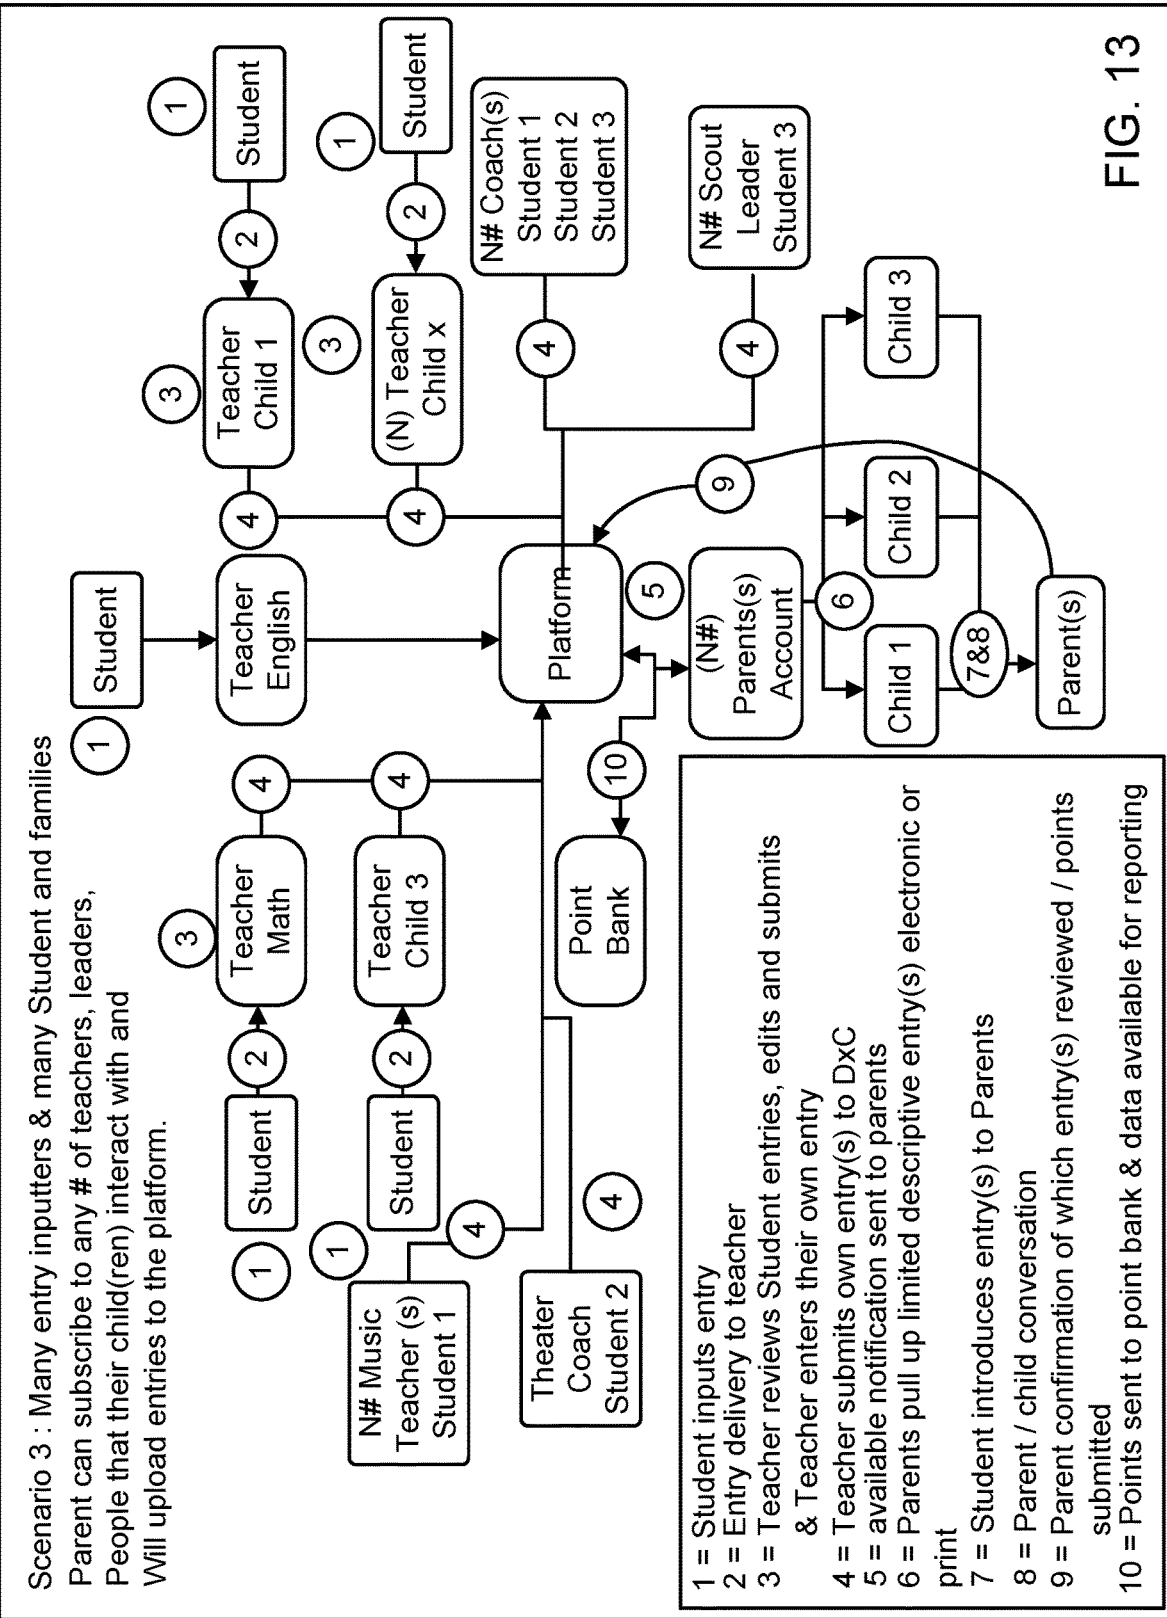 Scenario 3 : Many entry inputters & many Student and families
Parent can subscribe to any # of teachers, leaders,
People that their child(ren) interact with and
Will upload entries to the platform.
1
Student
1
Student
2
Teacher
Math
3
4
Student
1
2
Teacher
Child 3
4
Teacher
English
4
Teacher
Child 1
3
2
Student
1
4
(N) Teacher
Child x
3
2
Student
1
N# Music
Teacher (s)
Student 1
4
Theater
Coach
Student 2
4
Platform
4
N# Coach(s)
Student 1
Student 2
Student 3
4
N# Scout
Leader
Student 3
Point
Bank
10
5
9
(N#)
Parents(s)
Account
6
Child 1
Child 2
Child 3
7&8
Parent(s)
1 = Student inputs entry
2 = Entry delivery to teacher
3 = Teacher reviews Student entries, edits and submits
& Teacher enters their own entry
4 = Teacher submits own entry(s) to DxC
5 = available notification sent to parents
6 = Parents pull up limited descriptive entry(s) electronic or
print
7 = Student introduces entry(s) to Parents
8 = Parent / child conversation
9 = Parent confirmation of which entry(s) reviewed / points
submitted
10 = Points sent to point bank & data available for reporting
FIG. 13